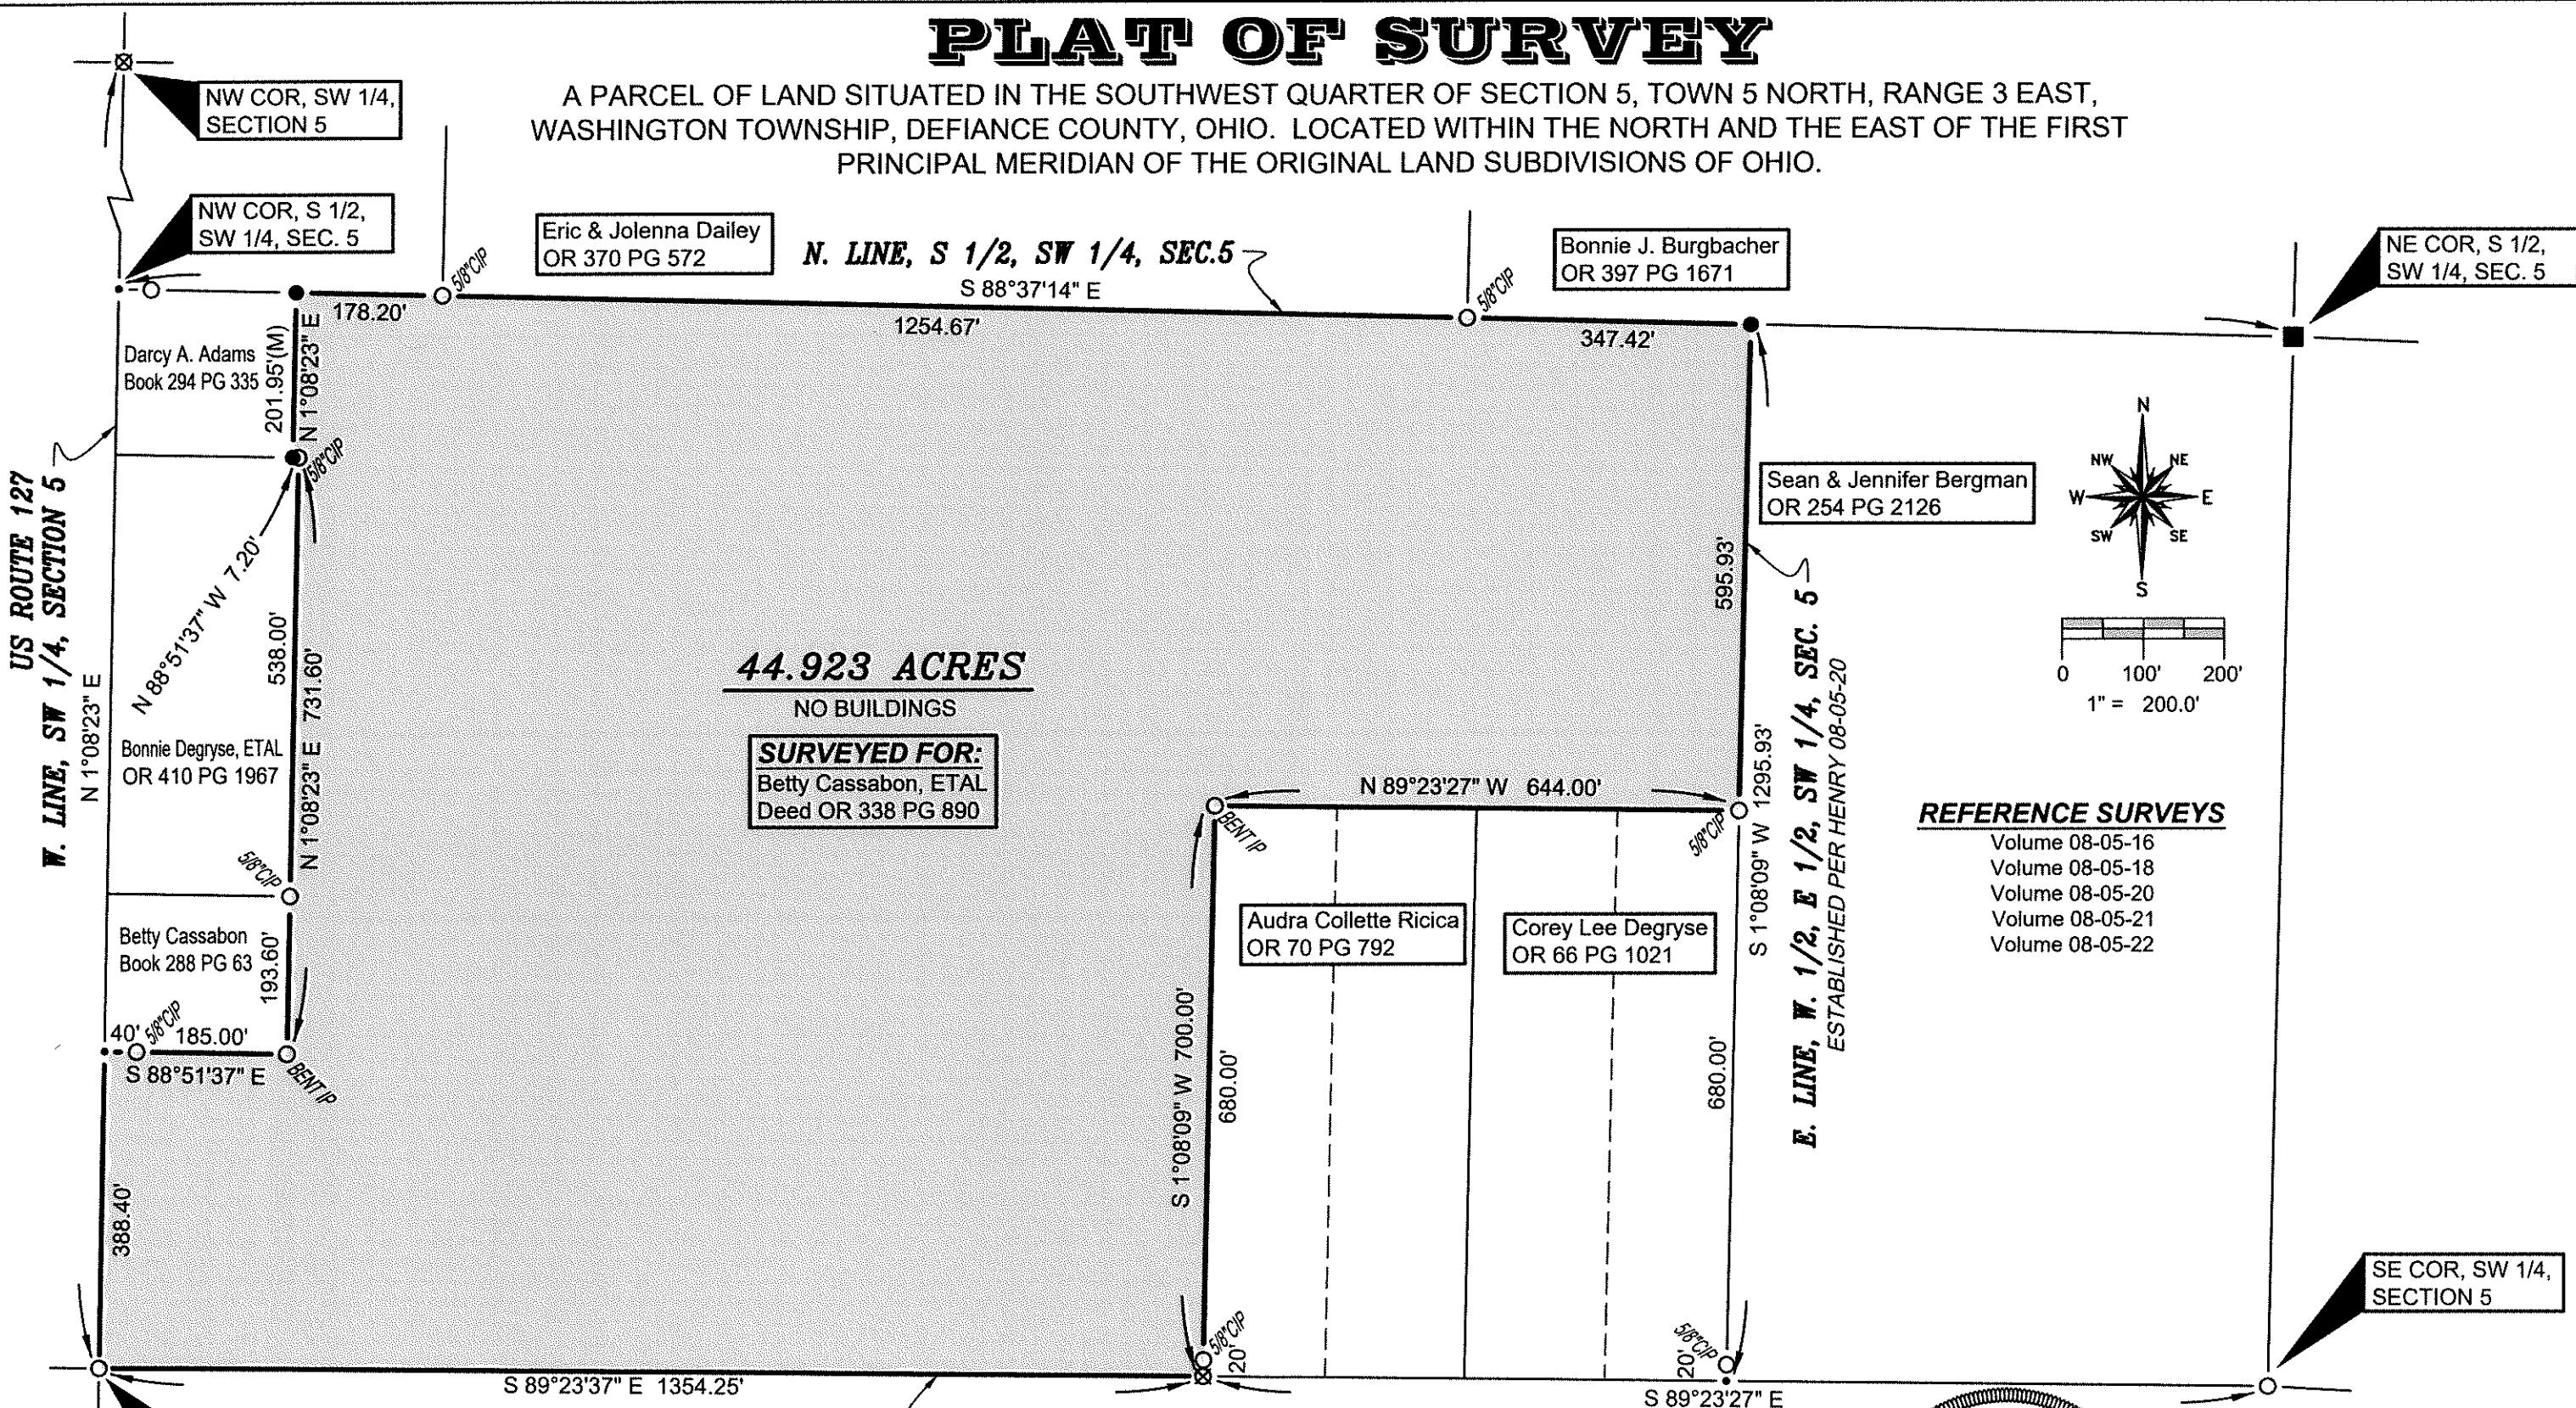 PLAT OF SURVEY
A PARCEL OF LAND SITUATED IN THE SOUTHWEST QUARTER OF SECTION 5, TOWN 5 NORTH, RANGE 3 EAST,
WASHINGTON TOWNSHIP, DEFIANCE COUNTY, OHIO. LOCATED WITHIN THE NORTH AND THE EAST OF THE FIRST
PRINCIPAL MERIDIAN OF THE ORIGINAL LAND SUBDIVISIONS OF OHIO.
NW COR, SW 1/4,
SECTION 5
NW COR, S 1/2,
SW 1/4, SEC. 5
5/8"CIP
Eric & Jolenna Dailey
OR 370 PG 572
N. LINE, S 1/2, SW 1/4, SEC.5
S 88°37'14" E
5/8"CIP
Bonnie J. Burgbacher
OR 397 PG 1671
NE COR, S 1/2,
SW 1/4, SEC. 5
178.20'
1254.67'
347.42'
Darcy A. Adams
Book 294 PG 335
201.95'(M)
N 1°08'23" E
5/8"CIP
US ROUTE 127
W. LINE, SW 1/4, SECTION 5
N 1°08'23" E
N 88°51'37" W 7.20'
538.00'
N 1°08'23" E 731.60'
Bonnie Degryse, ETAL
OR 410 PG 1967
44.923 ACRES
NO BUILDINGS
SURVEYED FOR:
Betty Cassabon, ETAL
Deed OR 338 PG 890
595.93'
Sean & Jennifer Bergman
OR 254 PG 2126
N
NW
NE
W
E
SW
SE
S
0 100' 200'
1" = 200.0'
E. LINE, W. 1/2, E 1/2, SW 1/4, SEC. 5
ESTABLISHED PER HENRY 08-05-20
S 1°08'09" W 1295.93'
N 89°23'27" W 644.00'
BENT IP
5/8"CIP
REFERENCE SURVEYS
Volume 08-05-16
Volume 08-05-18
Volume 08-05-20
Volume 08-05-21
Volume 08-05-22
5/8"CIP
Betty Cassabon
Book 288 PG 63
193.60'
Audra Collette Ricica
OR 70 PG 792
Corey Lee Degryse
OR 66 PG 1021
40'
5/8"CIP
185.00'
S 88°51'37" E
BENT IP
S 1°08'09" W 700.00'
680.00'
680.00'
388.40'
SE COR, SW 1/4,
SECTION 5
5/8"CIP
20'
5/8"CIP
20'
S 89°23'37" E 1354.25'
S 89°23'27" E